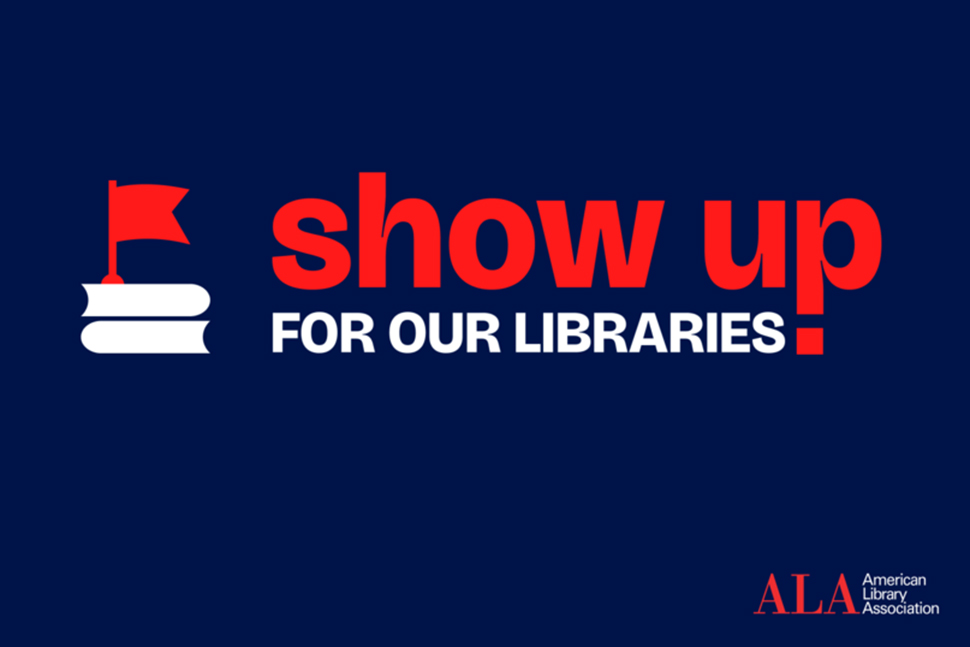 show up
FOR OUR LIBRARIES!
ALA American
Library
Association